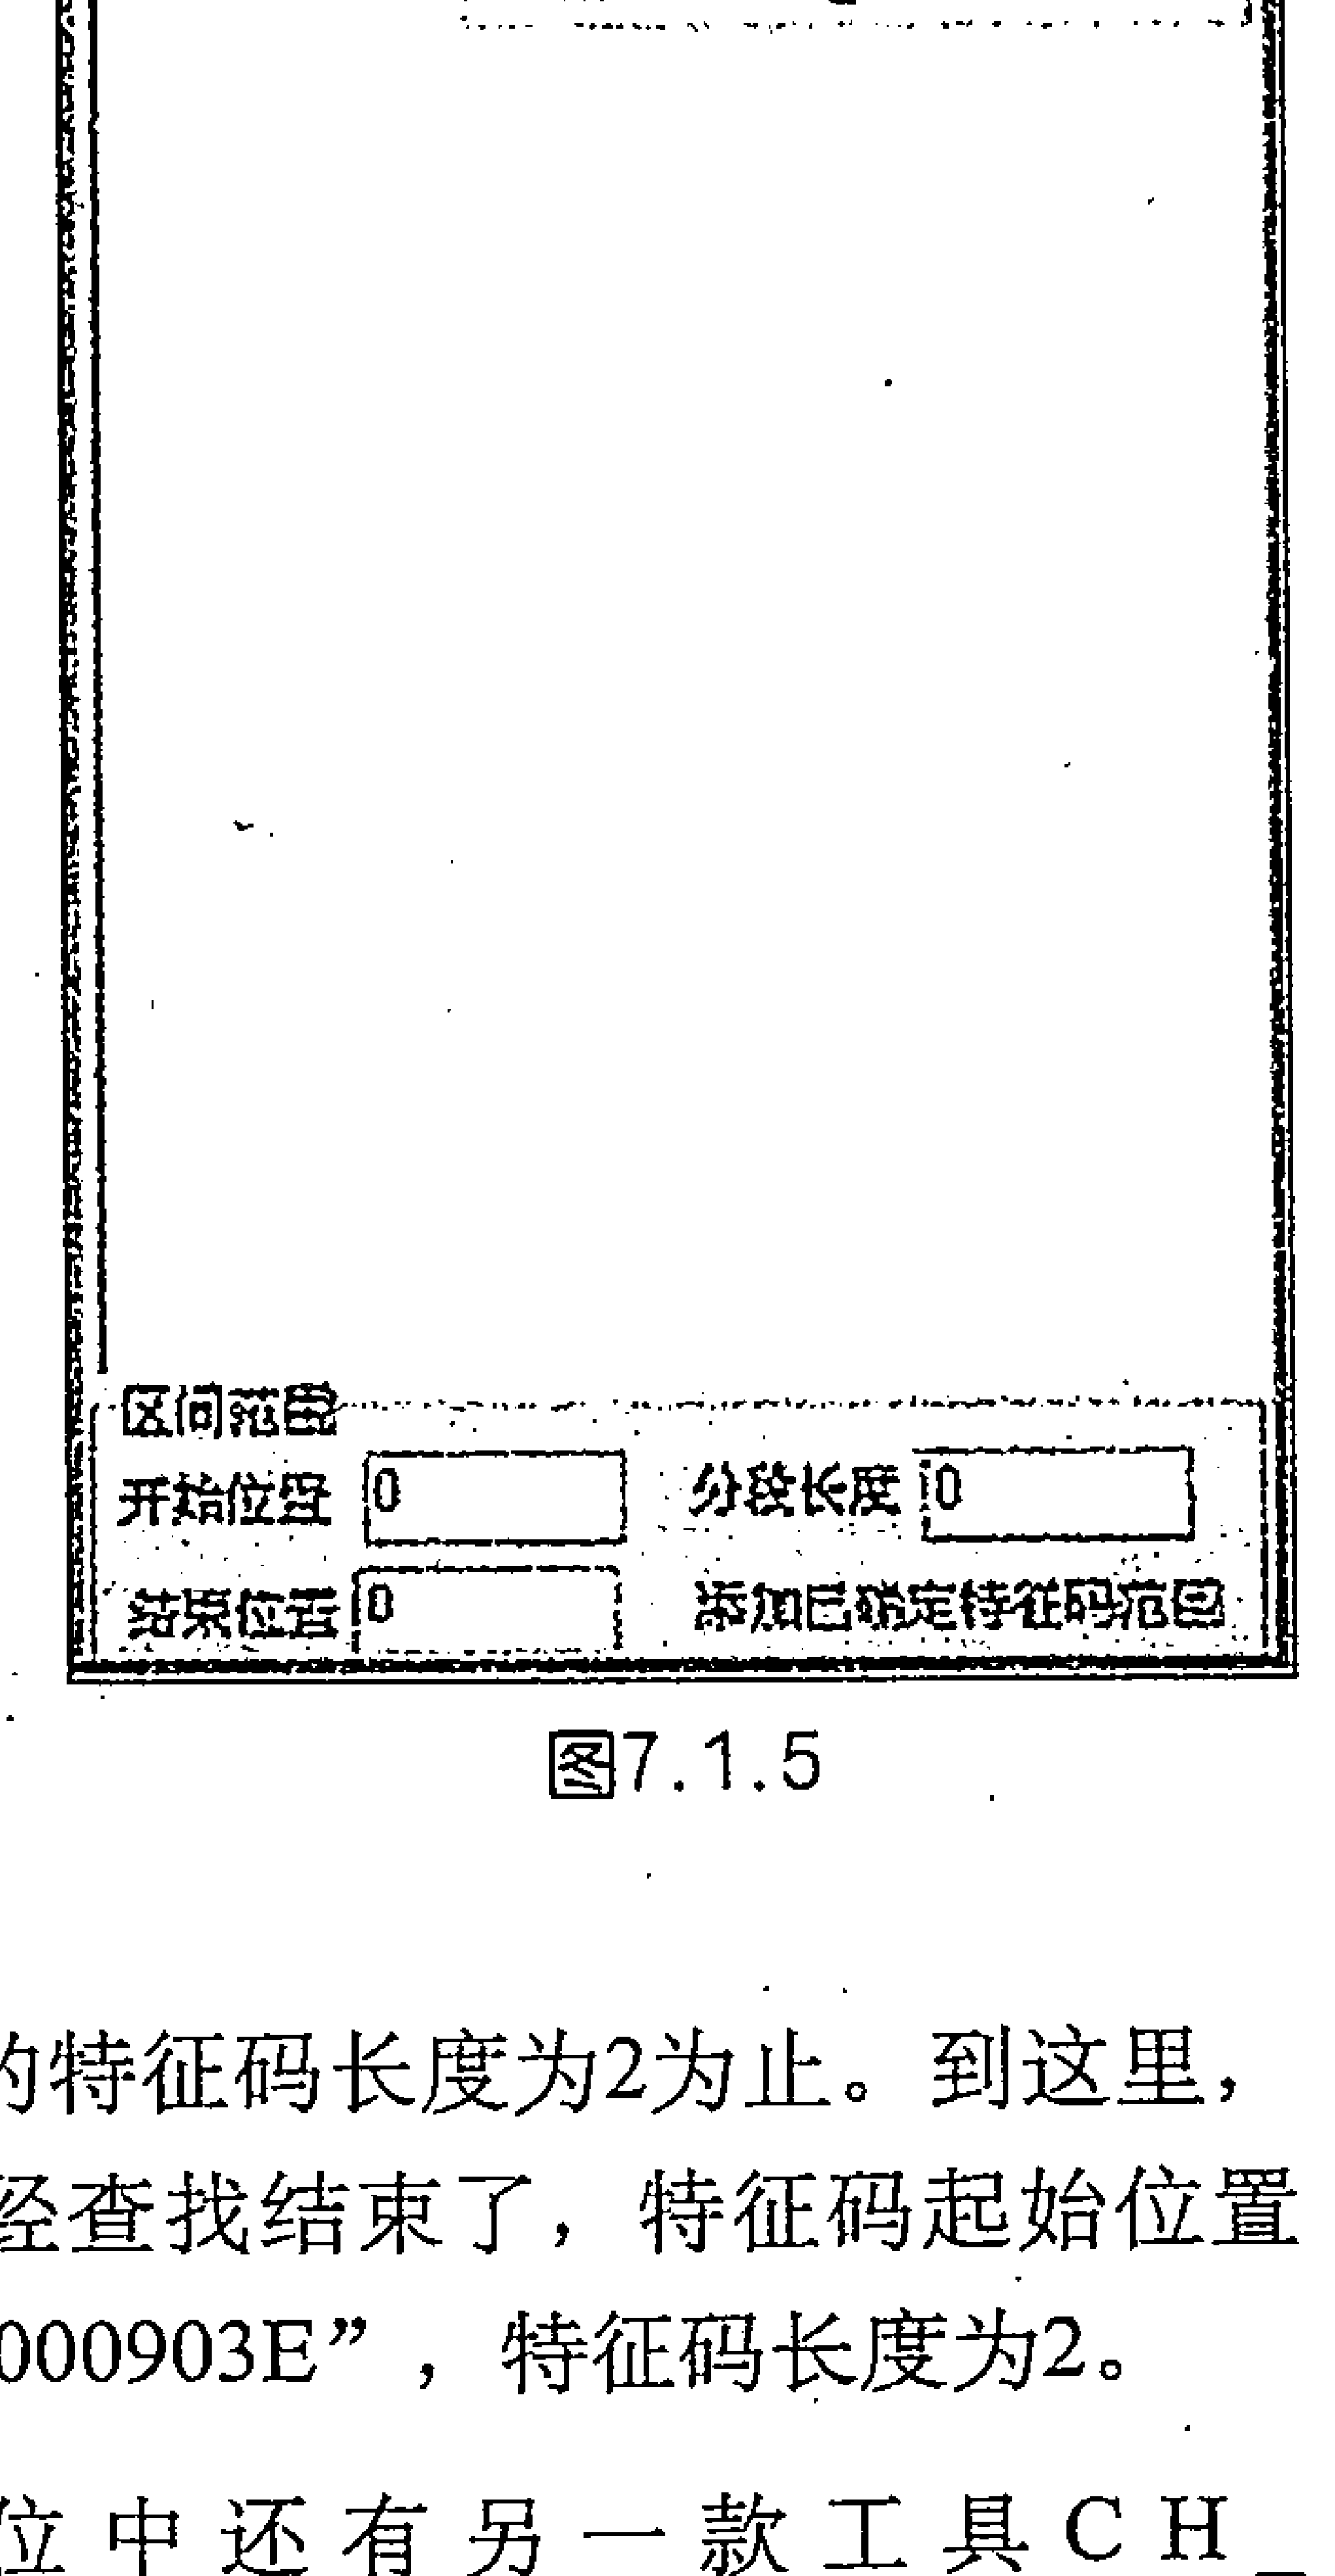 区间范围
开始位置 0 分段长度 0
结束位置 0 添加已确定特征码范围
图7.1.5
的特征码长度为2为止。到这里，
经查找结束了，特征码起始位置
000903E”，特征码长度为2。
位中还有另一款工具CH_